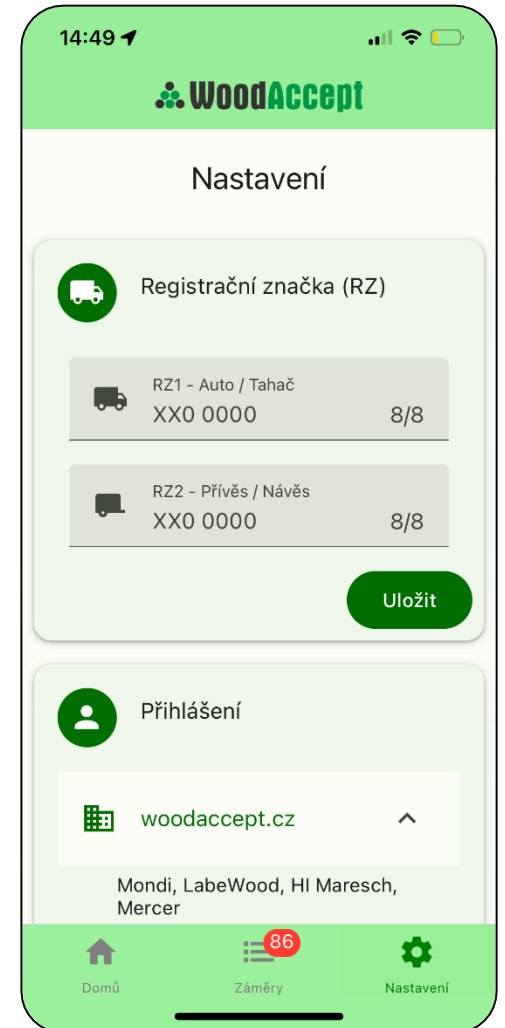 14:49
WoodAccept
Nastavení
Registrační značka (RZ)
RZ1 - Auto / Tahač
XX0 0000 8/8
RZ2 - Přívěs / Návěs
XX0 0000 8/8
Uložit
Přihlášení
woodaccept.cz
Mondi, LabeWood, HI Maresch,
Mercer
86
Domů Záměry Nastavení